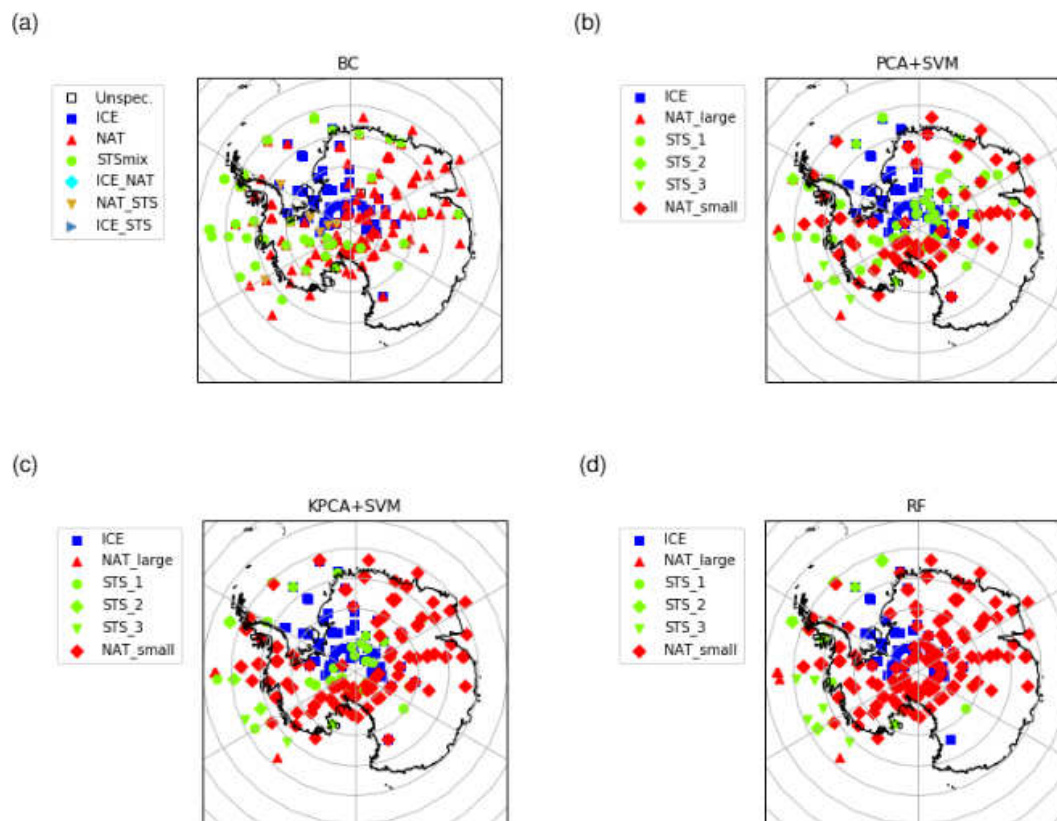 (a)
BC
Unspec.
ICE
NAT
STSmix
ICE_NAT
NAT_STS
ICE_STS
(b)
PCA+SVM
ICE
NAT_large
STS_1
STS_2
STS_3
NAT_small
(c)
KPCA+SVM
ICE
NAT_large
STS_1
STS_2
STS_3
NAT_small
(d)
RF
ICE
NAT_large
STS_1
STS_2
STS_3
NAT_small